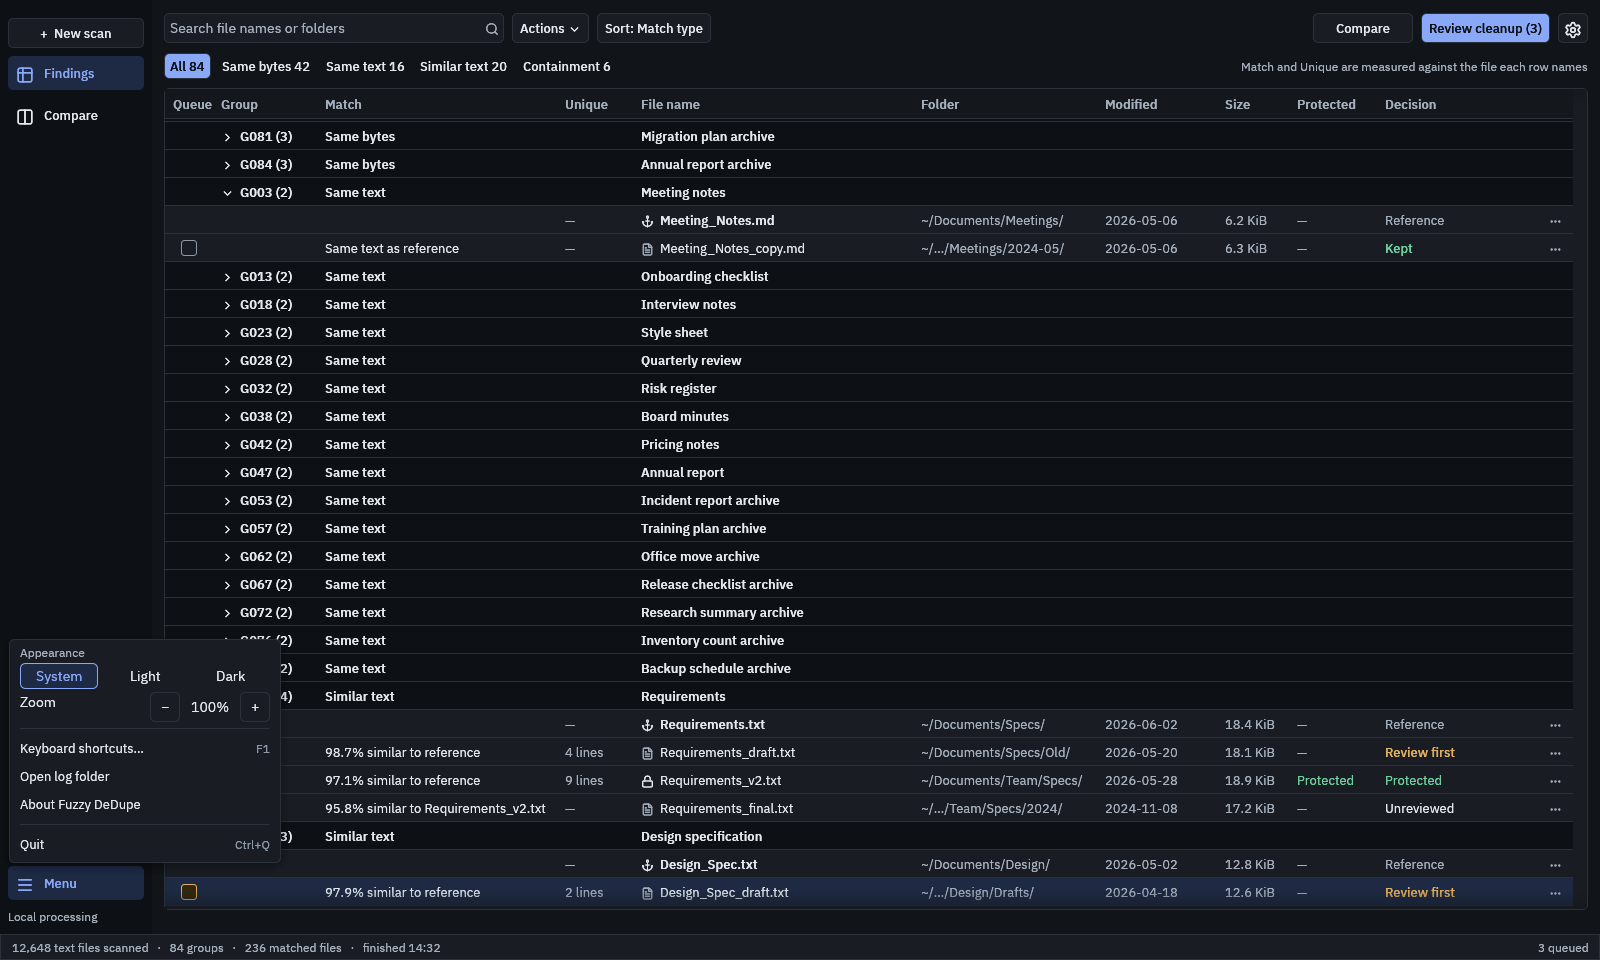 + New scan
Findings
Compare
Search file names or folders
Actions
Sort: Match type
Compare
Review cleanup (3)
All 84 Same bytes 42 Same text 16 Similar text 20 Containment 6
Match and Unique are measured against the file each row names
Queue Group Match Unique File name Folder Modified Size Protected Decision
G081 (3) Same bytes Migration plan archive
G084 (3) Same bytes Annual report archive
G003 (2) Same text Meeting notes
— Meeting_Notes.md ~/Documents/Meetings/ 2026-05-06 6.2 KiB — Reference ...
Same text as reference — Meeting_Notes_copy.md ~/.../Meetings/2024-05/ 2026-05-06 6.3 KiB — Kept ...
G013 (2) Same text Onboarding checklist
G018 (2) Same text Interview notes
G023 (2) Same text Style sheet
G028 (2) Same text Quarterly review
G032 (2) Same text Risk register
G038 (2) Same text Board minutes
G042 (2) Same text Pricing notes
G047 (2) Same text Annual report
G053 (2) Same text Incident report archive
G057 (2) Same text Training plan archive
G062 (2) Same text Office move archive
G067 (2) Same text Release checklist archive
G072 (2) Same text Research summary archive
(2) Same text Inventory count archive
2) Same text Backup schedule archive
4) Similar text Requirements
— Requirements.txt ~/Documents/Specs/ 2026-06-02 18.4 KiB — Reference ...
98.7% similar to reference 4 lines Requirements_draft.txt ~/Documents/Specs/Old/ 2026-05-20 18.1 KiB — Review first ...
97.1% similar to reference 9 lines Requirements_v2.txt ~/Documents/Team/Specs/ 2026-05-28 18.9 KiB Protected Protected ...
95.8% similar to Requirements_v2.txt — Requirements_final.txt ~/.../Team/Specs/2024/ 2024-11-08 17.2 KiB — Unreviewed ...
3) Similar text Design specification
— Design_Spec.txt ~/Documents/Design/ 2026-05-02 12.8 KiB — Reference ...
97.9% similar to reference 2 lines Design_Spec_draft.txt ~/.../Design/Drafts/ 2026-04-18 12.6 KiB — Review first ...
Appearance
System Light Dark
Zoom − 100% +
Keyboard shortcuts... F1
Open log folder
About Fuzzy DeDupe
Quit Ctrl+Q
Menu
Local processing
12,648 text files scanned · 84 groups · 236 matched files · finished 14:32
3 queued